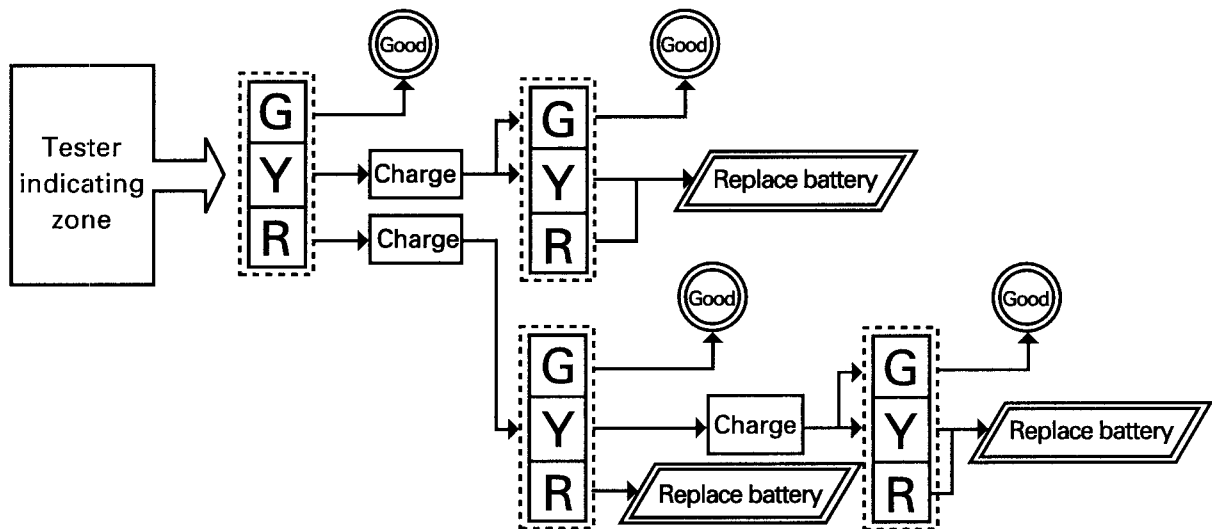 Good
Good
Tester
indicating
zone
G
Y
R
Charge
Charge
G
Y
R
Replace battery
Good
Good
G
Y
R
Charge
Replace battery
G
Y
R
Replace battery